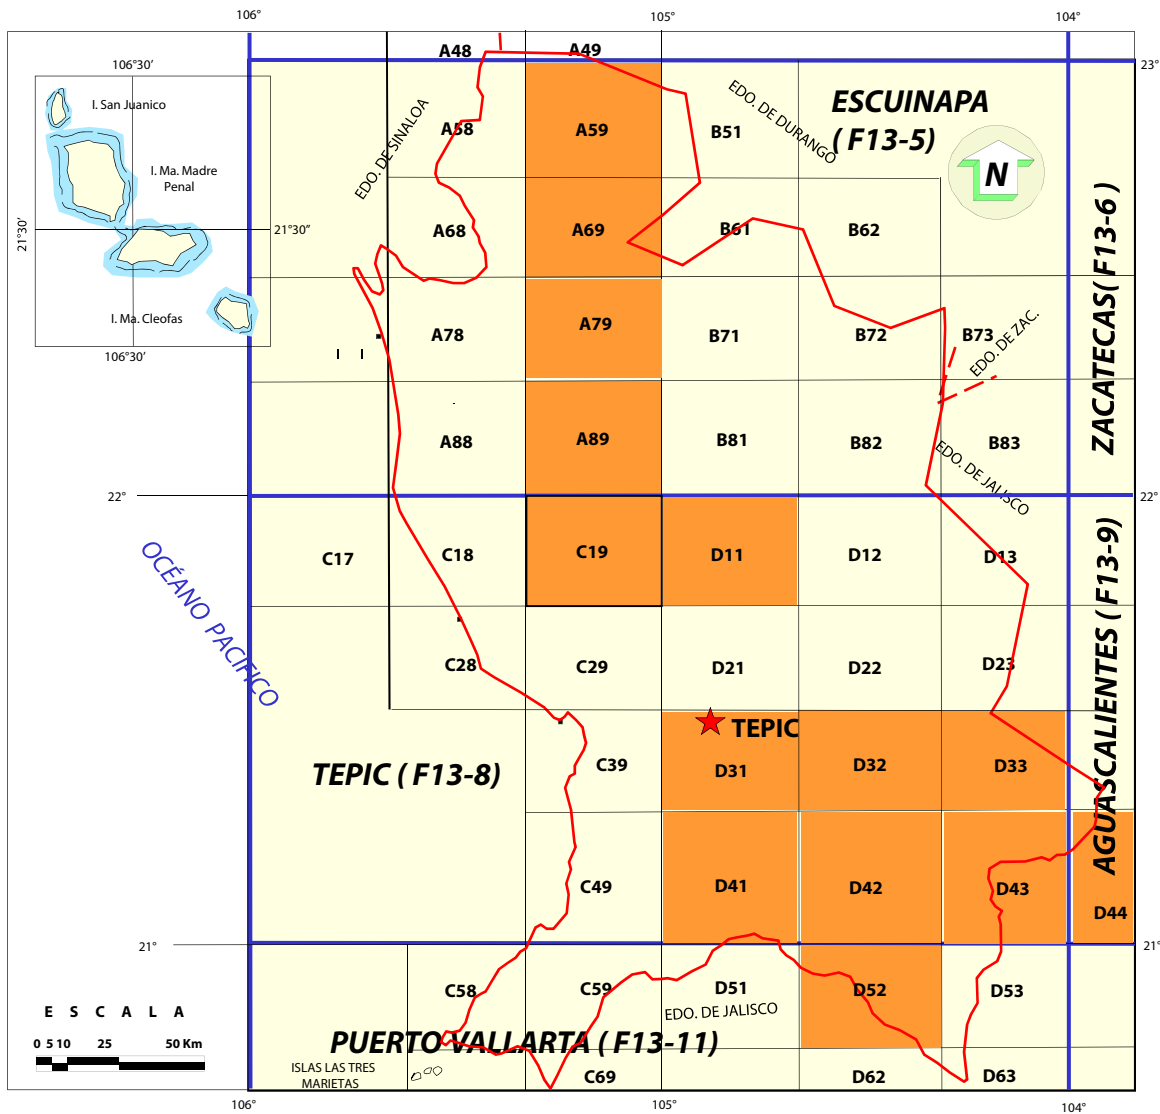 106°
105°
104°
106°30’
A48
A49
23°
I. San Juanico
EDO. DE SINALOA
A58
A59
B51
EDO. DE DURANGO
ESCUINAPA
( F13-5)
N
I. Ma. Madre
Penal
21°30’
21°30”
A68
A69
B61
B62
ZACATECAS( F13-6 )
I. Ma. Cleofas
106°30’
A78
A79
B71
B72
B73
EDO. DE ZAC.
A88
A89
B81
B82
B83
EDO. DE JALISCO
22°
22°
OCÉANO PACÍFICO
C17
C18
C19
D11
D12
D13
AGUASCALIENTES ( F13-9)
C28
C29
D21
D22
D23
TEPIC
TEPIC ( F13-8)
C39
D31
D32
D33
C49
D41
D42
D43
D44
21°
21°
C58
C59
D51
D52
D53
EDO. DE JALISCO
E S C A L A
0 5 10 25 50 Km
PUERTO VALLARTA ( F13-11)
ISLAS LAS TRES
MARIETAS
C69
D62
D63
106°
105°
104°